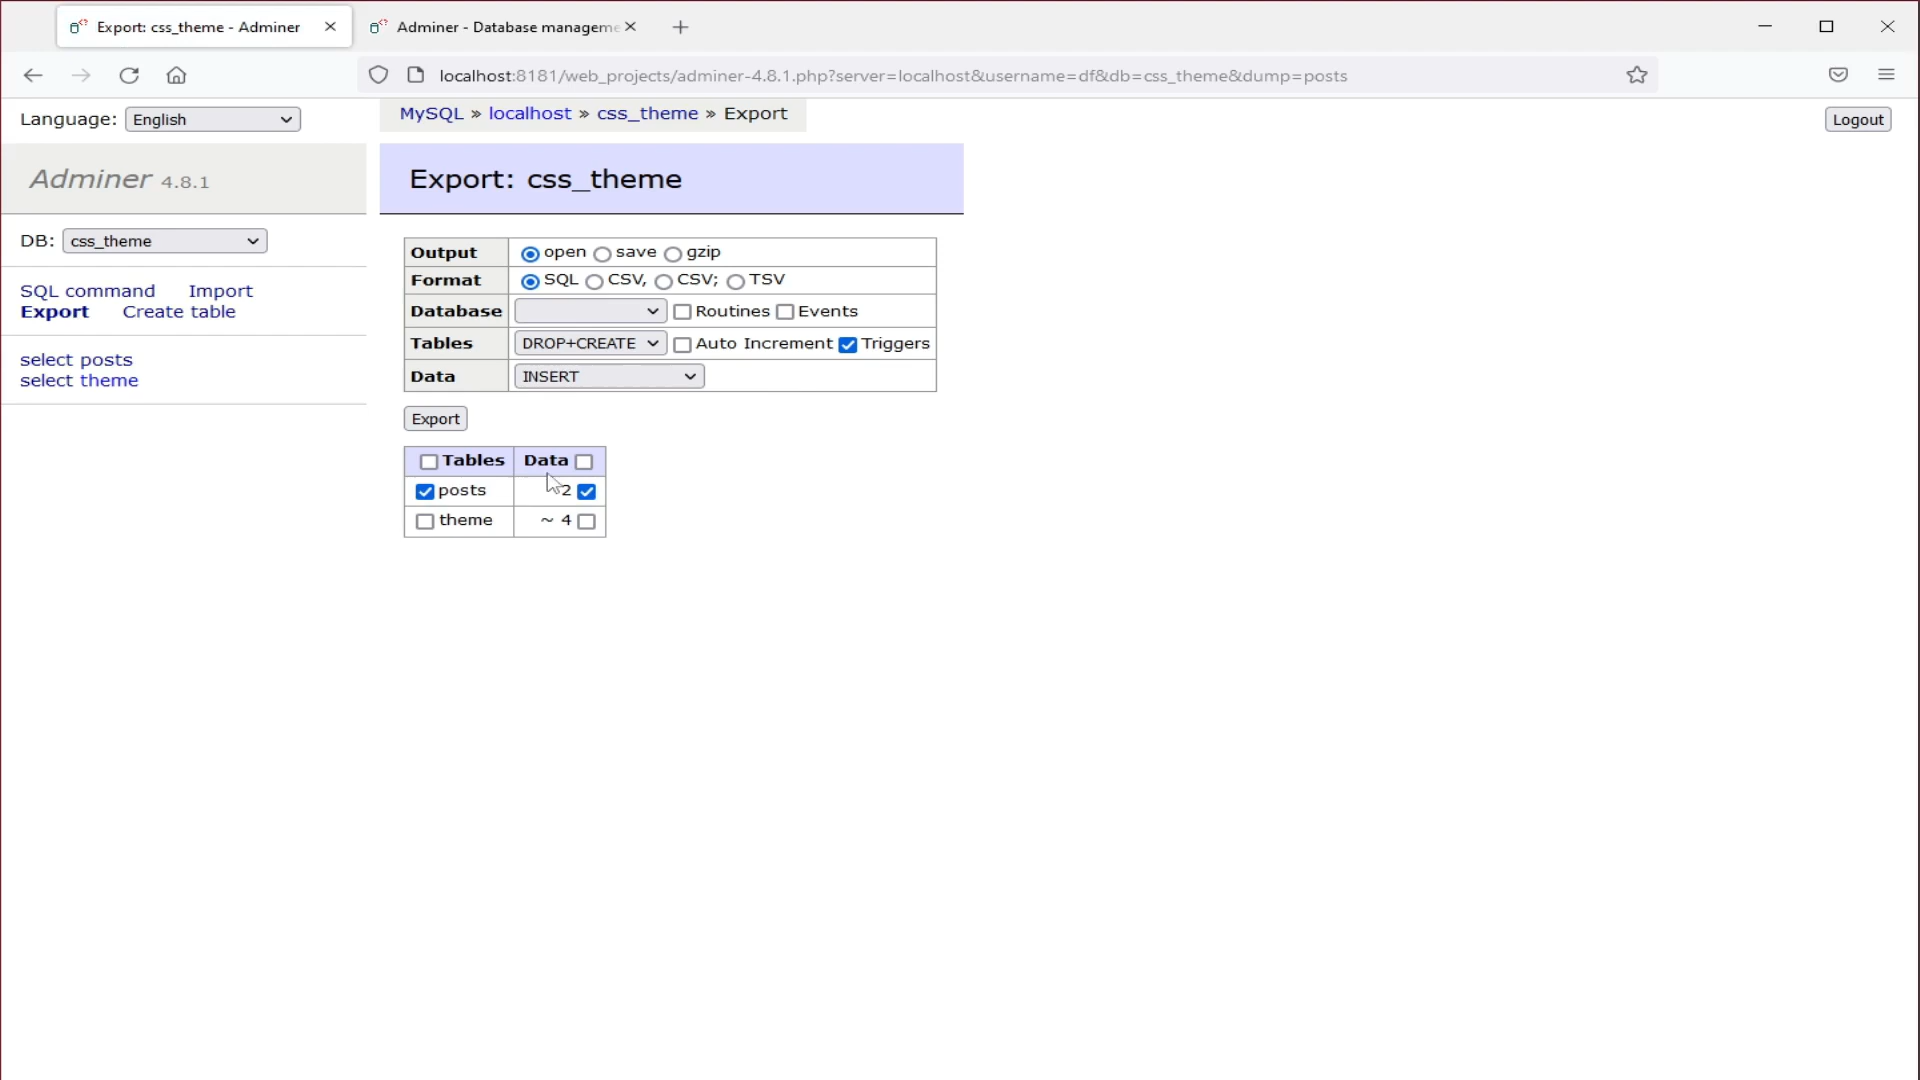 Export: css_theme - Adminer
Adminer - Database manageme
localhost:8181/web_projects/adminer-4.8.1.php?server=localhost&username=df&db=css_theme&dump=posts
Language: English
MySQL » localhost » css_theme » Export
Logout
Adminer 4.8.1
Export: css_theme
DB: css_theme
SQL command Import
Export Create table
select posts
select theme
Output open save gzip
Format SQL CSV, CSV; TSV
Database Routines Events
Tables DROP+CREATE Auto Increment Triggers
Data INSERT
Export
Tables Data
posts 2
theme ~ 4